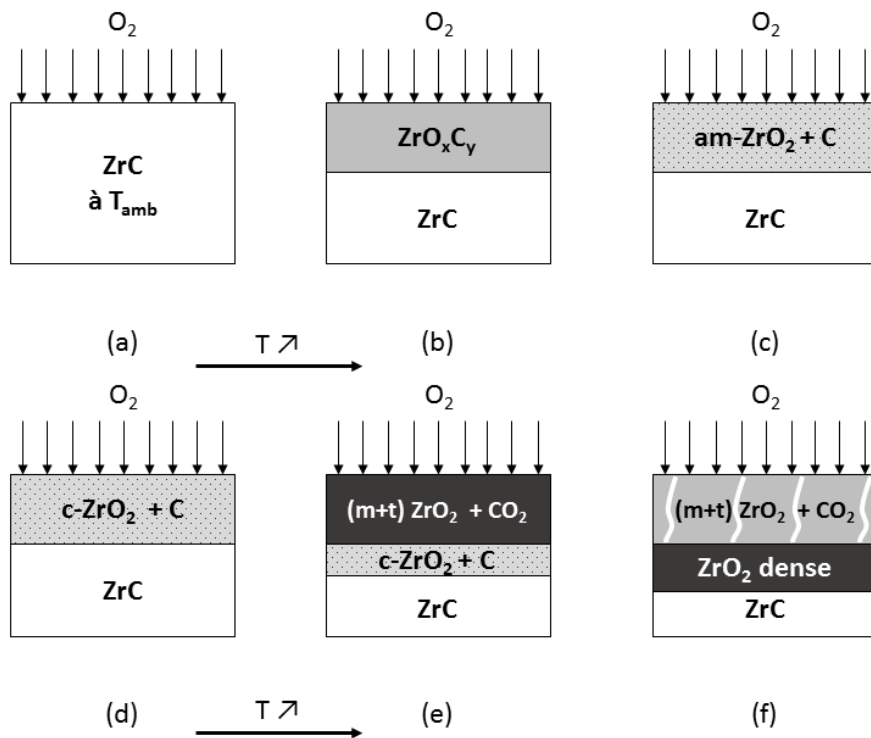 O₂ O₂ O₂
ZrC
à Tamb
ZrOxCy
ZrC
am-ZrO₂ + C
ZrC
(a) T ↗ (b) (c)
O₂ O₂ O₂
c-ZrO₂ + C
ZrC
(m+t) ZrO₂ + CO₂
c-ZrO₂ + C
ZrC
(m+t) ZrO₂ + CO₂
ZrO₂ dense
ZrC
(d) T ↗ (e) (f)